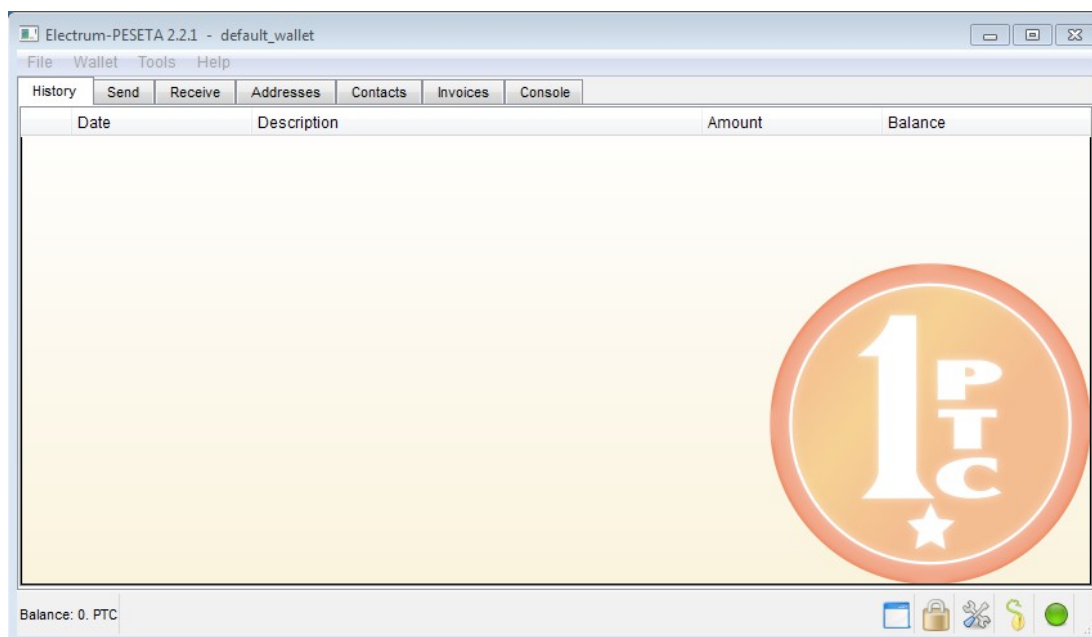 Electrum-PESETA 2.2.1 - default_wallet
File Wallet Tools Help
History Send Receive Addresses Contacts Invoices Console
Date Description Amount Balance
1 PTC
Balance: 0. PTC